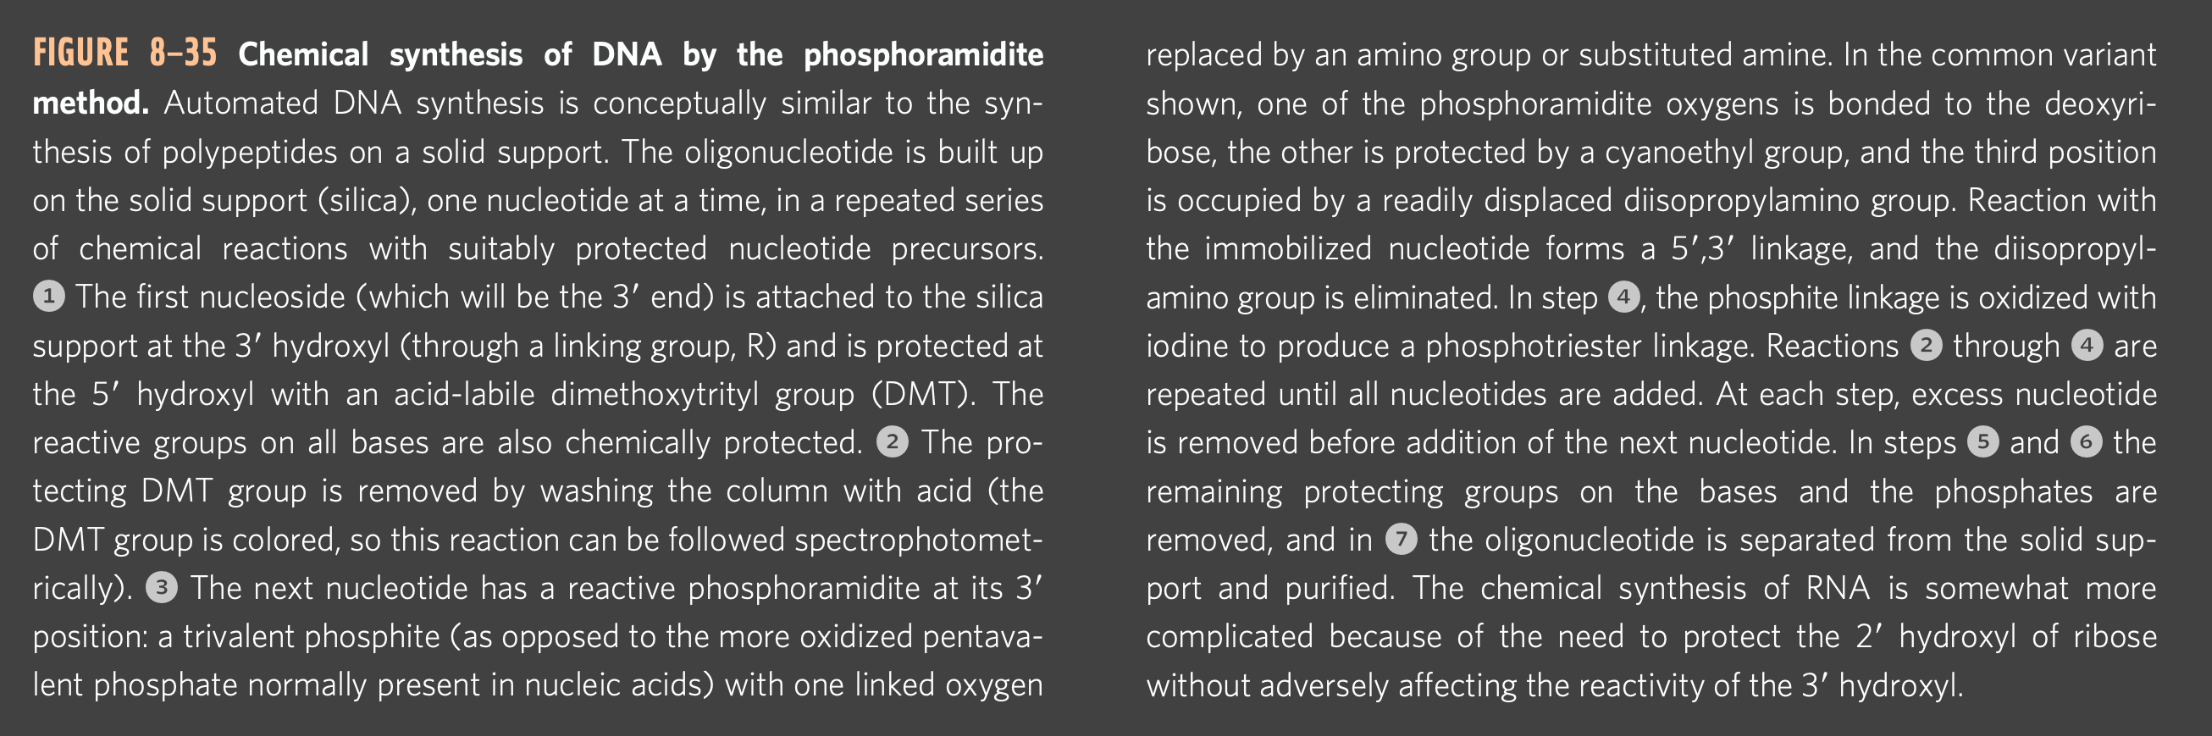 FIGURE 8–35 Chemical synthesis of DNA by the phosphoramidite
method. Automated DNA synthesis is conceptually similar to the syn-
thesis of polypeptides on a solid support. The oligonucleotide is built up
on the solid support (silica), one nucleotide at a time, in a repeated series
of chemical reactions with suitably protected nucleotide precursors.
1 The first nucleoside (which will be the 3′ end) is attached to the silica
support at the 3′ hydroxyl (through a linking group, R) and is protected at
the 5′ hydroxyl with an acid-labile dimethoxytrityl group (DMT). The
reactive groups on all bases are also chemically protected. 2 The pro-
tecting DMT group is removed by washing the column with acid (the
DMT group is colored, so this reaction can be followed spectrophotomet-
rically). 3 The next nucleotide has a reactive phosphoramidite at its 3′
position: a trivalent phosphite (as opposed to the more oxidized pentava-
lent phosphate normally present in nucleic acids) with one linked oxygen
replaced by an amino group or substituted amine. In the common variant
shown, one of the phosphoramidite oxygens is bonded to the deoxyri-
bose, the other is protected by a cyanoethyl group, and the third position
is occupied by a readily displaced diisopropylamino group. Reaction with
the immobilized nucleotide forms a 5′,3′ linkage, and the diisopropyl-
amino group is eliminated. In step 4, the phosphite linkage is oxidized with
iodine to produce a phosphotriester linkage. Reactions 2 through 4 are
repeated until all nucleotides are added. At each step, excess nucleotide
is removed before addition of the next nucleotide. In steps 5 and 6 the
remaining protecting groups on the bases and the phosphates are
removed, and in 7 the oligonucleotide is separated from the solid sup-
port and purified. The chemical synthesis of RNA is somewhat more
complicated because of the need to protect the 2′ hydroxyl of ribose
without adversely affecting the reactivity of the 3′ hydroxyl.